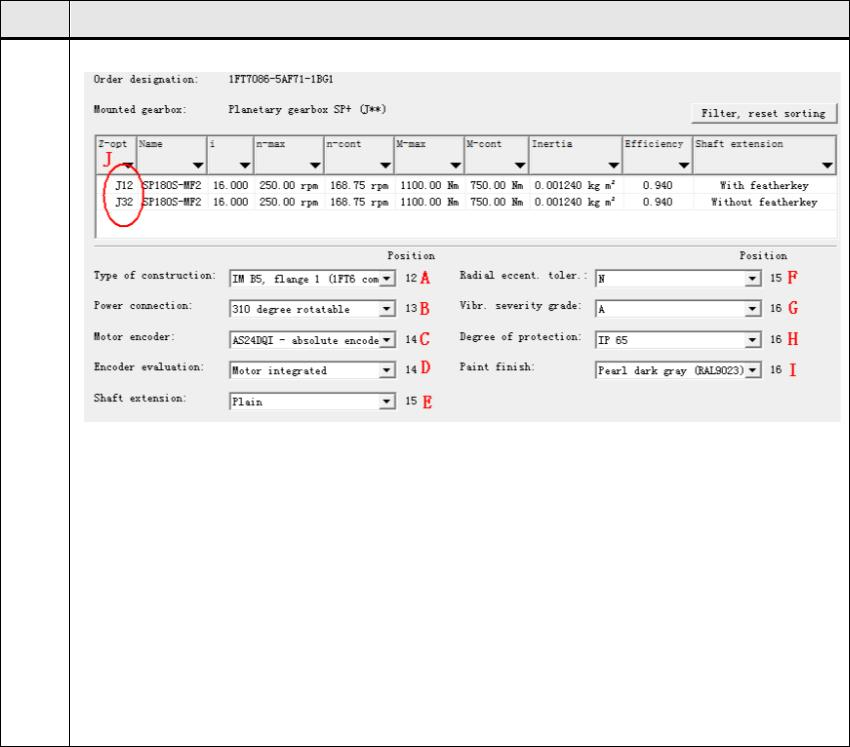 Order designation: 1FT7086-5AF71-1BG1
Mounted gearbox: Planetary gearbox SP+ (J**)
Filter, reset sorting
Z-opt Name i n-max n-cont M-max M-cont Inertia Efficiency Shaft extension
J
J12 SP180S-MF2 16.000 250.00 rpm 168.75 rpm 1100.00 Nm 750.00 Nm 0.001240 kg m² 0.940 With featherkey
J32 SP180S-MF2 16.000 250.00 rpm 168.75 rpm 1100.00 Nm 750.00 Nm 0.001240 kg m² 0.940 Without featherkey
Position Position
Type of construction: IM B5, flange 1 (1FT6 com 12 A Radial eccent. toler.: N 15 F
Power connection: 310 degree rotatable 13 B Vibr. severity grade: A 16 G
Motor encoder: AS24DQI - absolute encode 14 C Degree of protection: IP 65 16 H
Encoder evaluation: Motor integrated 14 D Paint finish: Pearl dark gray (RAL9023) 16 I
Shaft extension: Plain 15 E